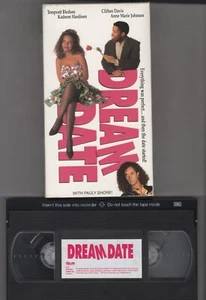 Tempestt Bledsoe
Kadeem Hardison
Clifton Davis
Anne Marie Johnson
Everything was perfect... and then the date started!
DREAM
DATE
WITH PAULY SHORE!
Insert this side into recorder
Do not touch the tape inside
VHS
DREAM DATE